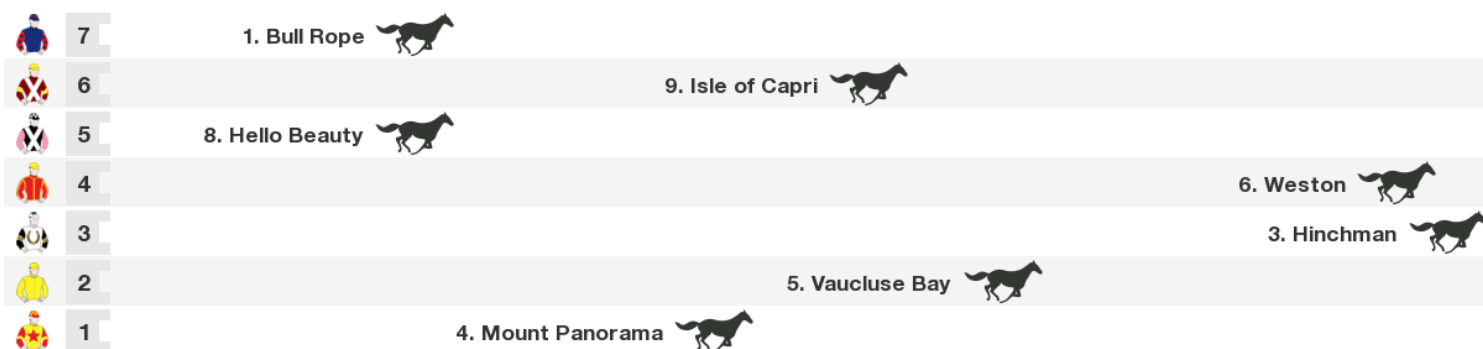 7 1. Bull Rope
6 9. Isle of Capri
5 8. Hello Beauty
4 6. Weston
3 3. Hinchman
2 5. Vaucluse Bay
1 4. Mount Panorama